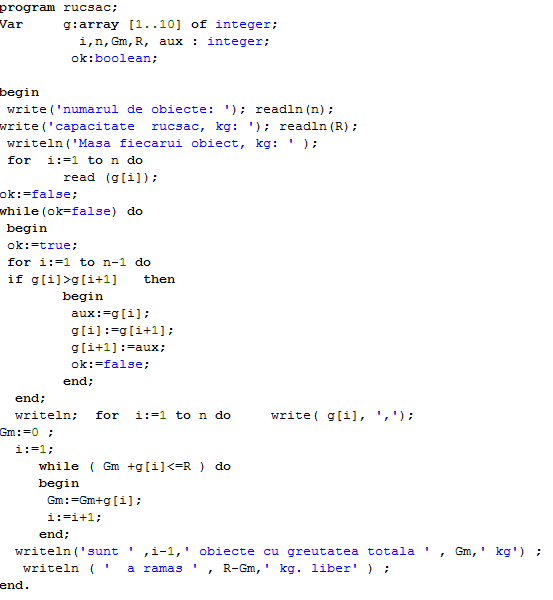 program rucsac;
Var     g:array [1..10] of integer;
          i,n,Gm,R, aux : integer;
         ok:boolean;

begin
 write('numarul de obiecte: '); readln(n);
write('capacitate  rucsac, kg: '); readln(R);
 writeln('Masa fiecarui obiect, kg: ' );
 for  i:=1 to n do
        read (g[i]);
ok:=false;
while(ok=false) do
 begin
 ok:=true;
 for i:=1 to n-1 do
 if g[i]>g[i+1]   then
        begin
         aux:=g[i];
         g[i]:=g[i+1];
         g[i+1]:=aux;
         ok:=false;
        end;
  end;
  writeln;  for  i:=1 to n do     write( g[i], ',');
Gm:=0 ;
  i:=1;
     while ( Gm +g[i]<=R ) do
     begin
      Gm:=Gm+g[i];
      i:=i+1;
     end;
  writeln('sunt ' ,i-1,' obiecte cu greutatea totala ' , Gm,' kg') ;
   writeln ( '  a ramas ' , R-Gm,' kg. liber' ) ;
end.